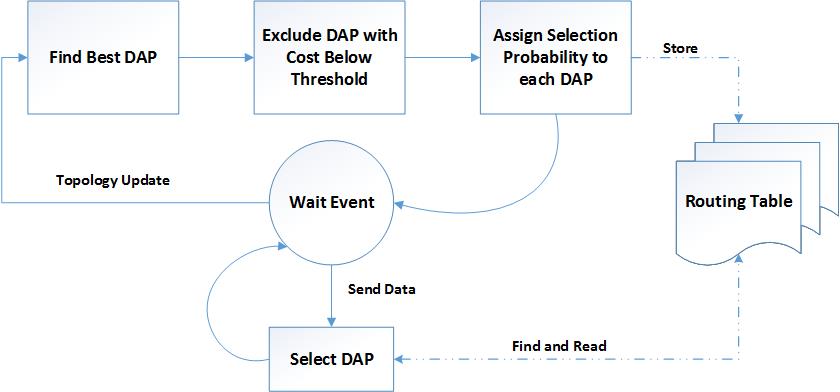 Find Best DAP
Exclude DAP with
Cost Below
Threshold
Assign Selection
Probability to
each DAP
Store
Topology Update
Wait Event
Routing Table
Send Data
Select DAP
Find and Read